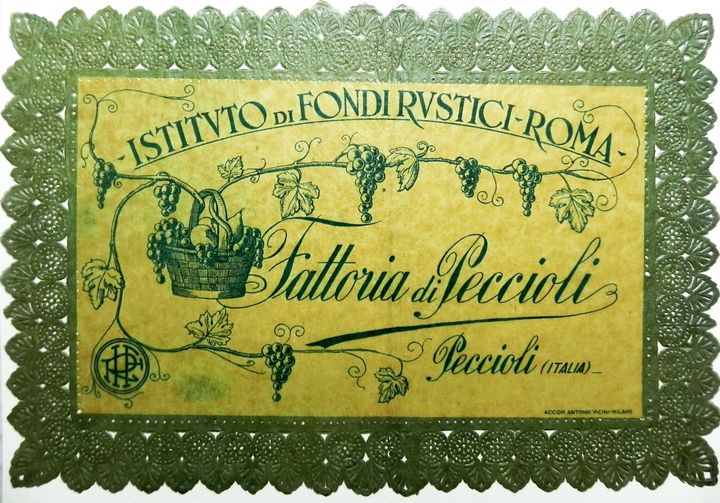 -ISTITVTO DI FONDI RVSTICI-ROMA-
Fattoria di Peccioli
Peccioli (ITALIA)_
ACCOM. ANTONIO VICINI-MILANO